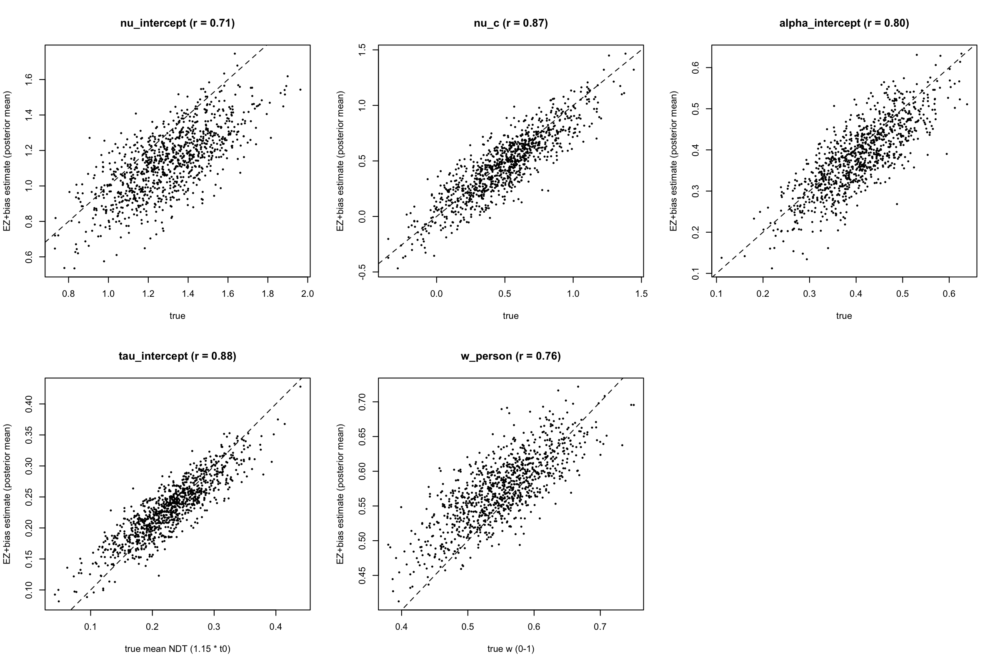 nu_intercept (r = 0.71)
EZ+bias estimate (posterior mean)
1.6
1.4
1.2
1.0
0.8
0.6
0.8 1.0 1.2 1.4 1.6 1.8 2.0
true
nu_c (r = 0.87)
EZ+bias estimate (posterior mean)
1.5
1.0
0.5
0.0
-0.5
0.0 0.5 1.0 1.5
true
alpha_intercept (r = 0.80)
EZ+bias estimate (posterior mean)
0.6
0.5
0.4
0.3
0.2
0.1
0.1 0.2 0.3 0.4 0.5 0.6
true
tau_intercept (r = 0.88)
EZ+bias estimate (posterior mean)
0.40
0.35
0.30
0.25
0.20
0.15
0.10
0.1 0.2 0.3 0.4
true mean NDT (1.15 * t0)
w_person (r = 0.76)
EZ+bias estimate (posterior mean)
0.70
0.65
0.60
0.55
0.50
0.45
0.4 0.5 0.6 0.7
true w (0-1)